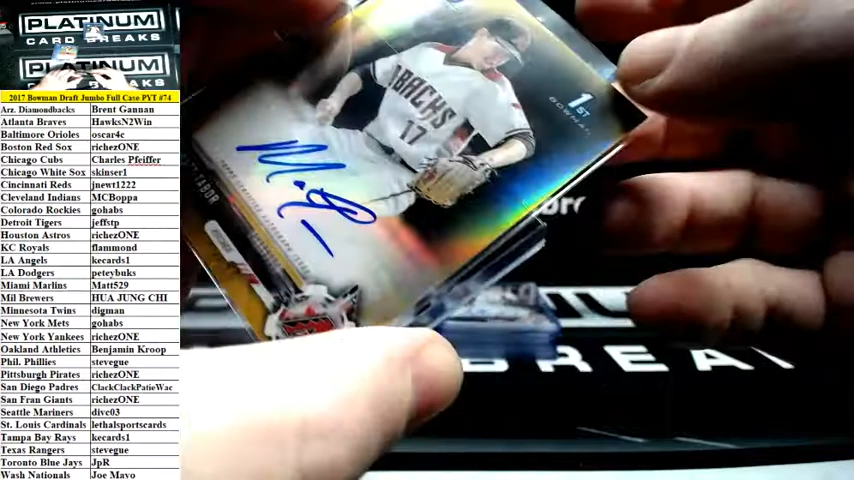 PLATINUM
CARD BREAKS
PLATINUM
2017 Bowman Draft Jumbo Full Case PYT #74
Arz. Diamondbacks Brent Gannan
Atlanta Braves HawksN2Win
Baltimore Orioles oscar4c
Boston Red Sox richezONE
Chicago Cubs Charles Pfeiffer
Chicago White Sox skinser1
Cincinnati Reds jnewt1222
Cleveland Indians MCBoppa
Colorado Rockies gohabs
Detroit Tigers jeffstp
Houston Astros richezONE
KC Royals flammond
LA Angels kecards1
LA Dodgers peteybuks
Miami Marlins Matt529
Mil Brewers HUA JUNG CHI
Minnesota Twins digman
New York Mets gohabs
New York Yankees richezONE
Oakland Athletics Benjamin Kroop
Phil. Phillies stevegue
Pittsburgh Pirates richezONE
San Diego Padres ClackClackPatieWac
San Fran Giants richezONE
Seattle Mariners divc03
St. Louis Cardinals lethalsportscards
Tampa Bay Rays kecards1
Texas Rangers stevegue
Toronto Blue Jays JpR
Wash Nationals Joe Mayo
1ST
BOWMAN
DBACKS
17
BREA